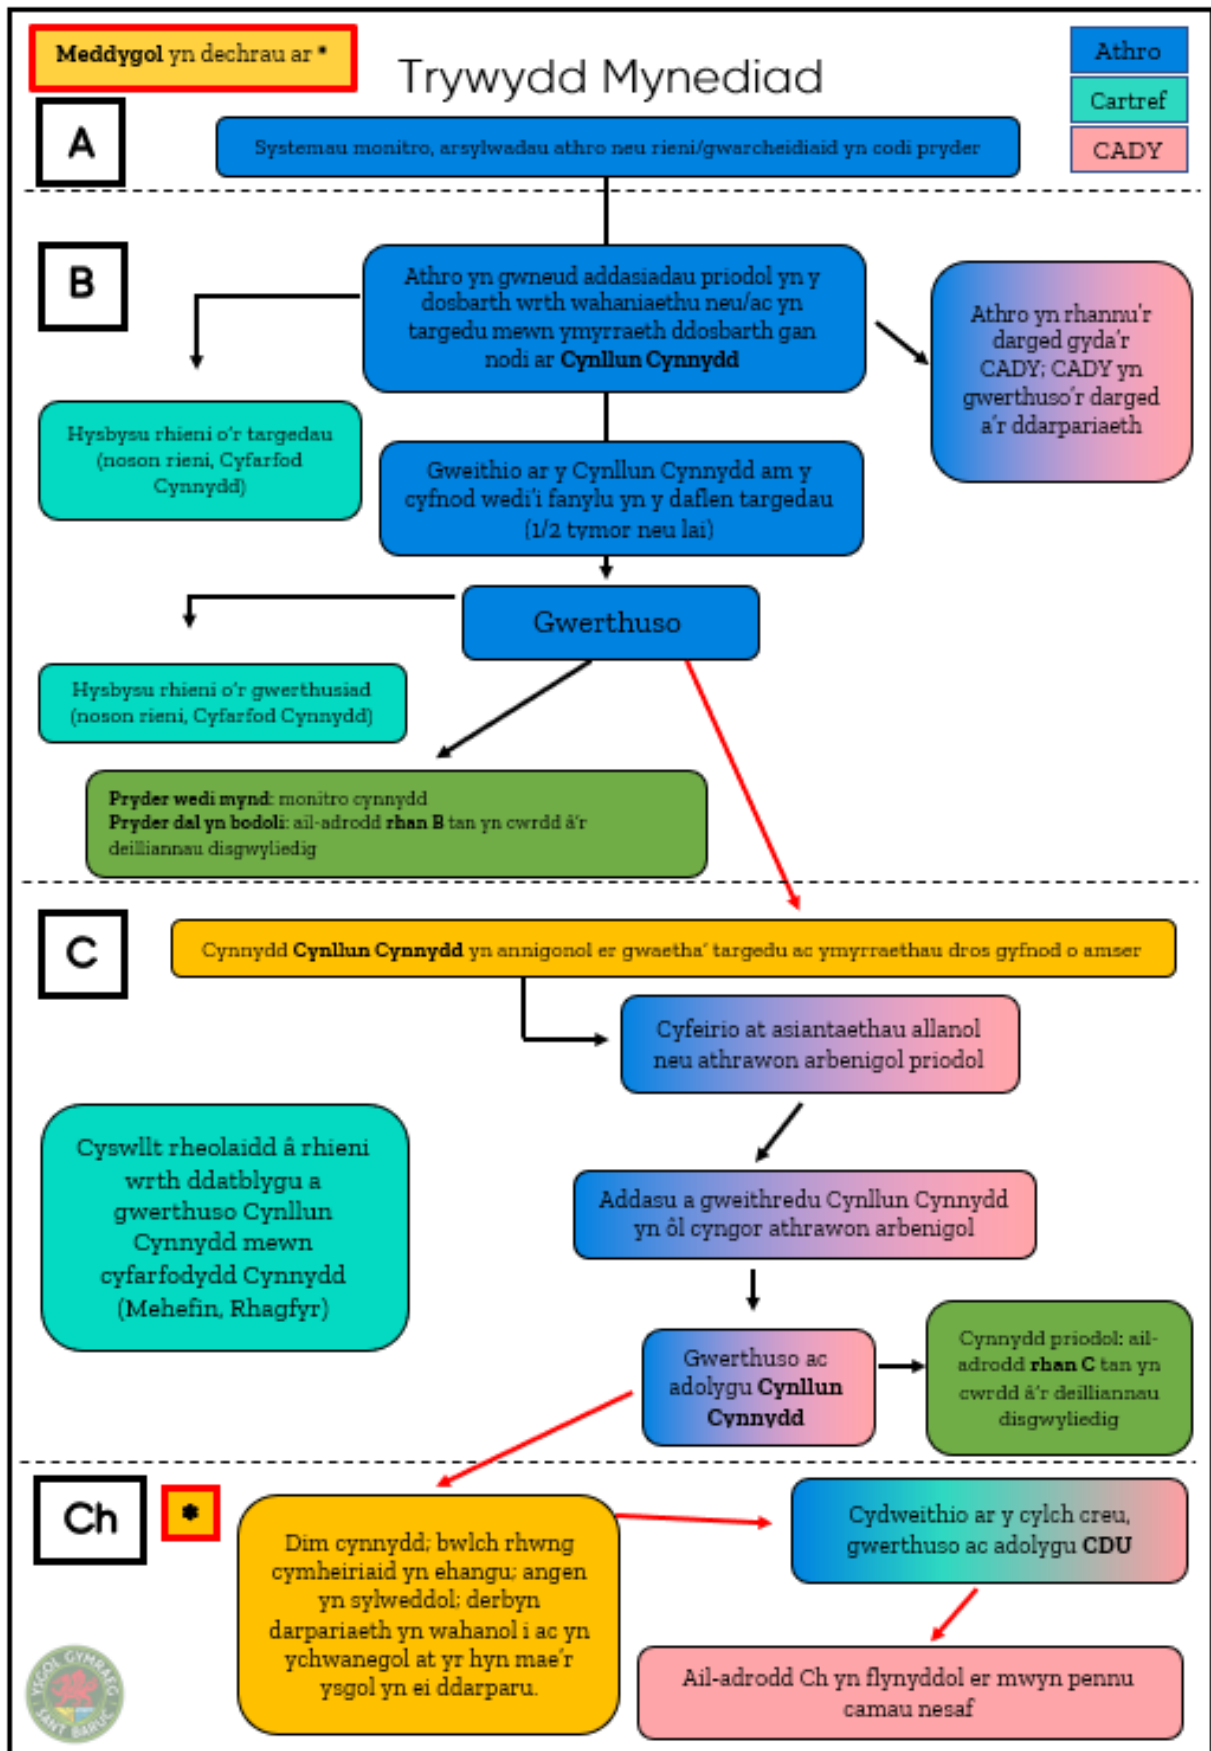 Meddygol yn dechrau ar *
Trywydd Mynediad
Athro
Cartref
CADY
A
Systemau monitro, arsylwadau athro neu rieni/gwarcheidiaid yn codi pryder
B
Athro yn gwneud addasiadau priodol yn y
dosbarth wrth wahaniaethu neu/ac yn
targedu mewn ymyrraeth ddosbarth gan
nodi ar Cynllun Cynnydd
Athro yn rhannu'r
darged gyda'r
CADY; CADY yn
gwerthuso'r darged
a'r ddarpariaeth
Hysbysu rhieni o'r targedau
(noson rieni, Cyfarfod
Cynnydd)
Gweithio ar y Cynllun Cynnydd am y
cyfnod wedi'i fanylu yn y daflen targedau
(1/2 tymor neu lai)
Gwerthuso
Hysbysu rhieni o'r gwerthusiad
(noson rieni, Cyfarfod Cynnydd)
Pryder wedi mynd: monitro cynnydd
Pryder dal yn bodoli: ail-adrodd rhan B tan yn cwrdd â'r
deilliannau disgwyliedig
C
Cynnydd Cynllun Cynnydd yn annigonol er gwaetha' targedu ac ymyrraethau dros gyfnod o amser
Cyfeirio at asiantaethau allanol
neu athrawon arbenigol priodol
Cyswllt rheolaidd â rhieni
wrth ddatblygu a
gwerthuso Cynllun
Cynnydd mewn
cyfarfodydd Cynnydd
(Mehefin, Rhagfyr)
Addasu a gweithredu Cynllun Cynnydd
yn ôl cyngor athrawon arbenigol
Gwerthuso ac
adolygu Cynllun
Cynnydd
Cynnydd priodol: ail-
adrodd rhan C tan yn
cwrdd â'r deilliannau
disgwyliedig
Ch
*
Dim cynnydd; bwlch rhwng
cymheiriaid yn ehangu; angen
yn sylweddol; derbyn
darpariaeth yn wahanol i ac yn
ychwanegol at yr hyn mae'r
ysgol yn ei ddarparu.
Cydweithio ar y cylch creu,
gwerthuso ac adolygu CDU
Ail-adrodd Ch yn flynyddol er mwyn pennu
camau nesaf
YSGOL GYMRAEG
SANT BARUC